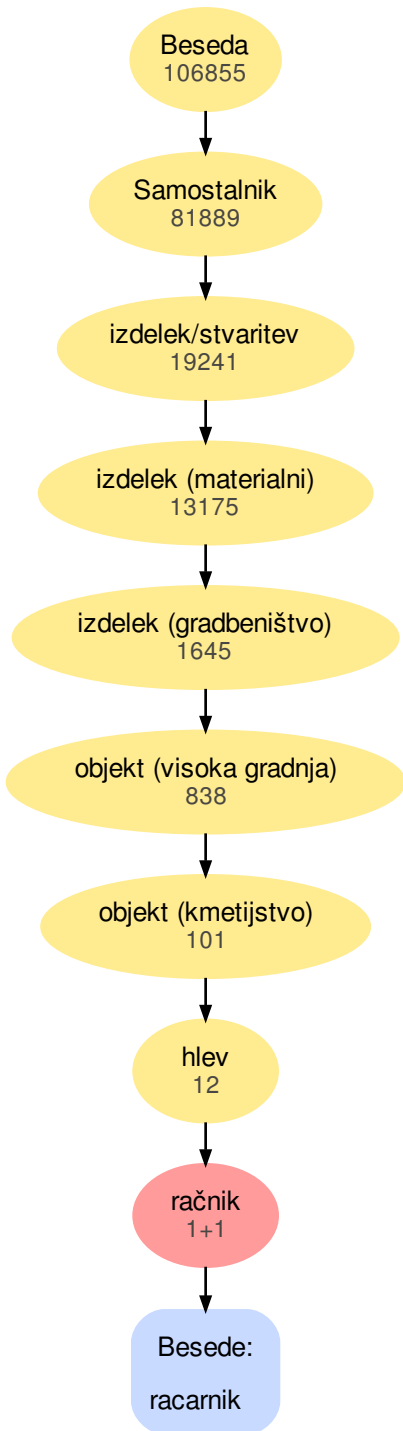 Beseda
106855
Samostalnik
81889
izdelek/stvaritev
19241
izdelek (materialni)
13175
izdelek (gradbeništvo)
1645
objekt (visoka gradnja)
838
objekt (kmetijstvo)
101
hlev
12
račnik
1+1
Besede:
racarnik